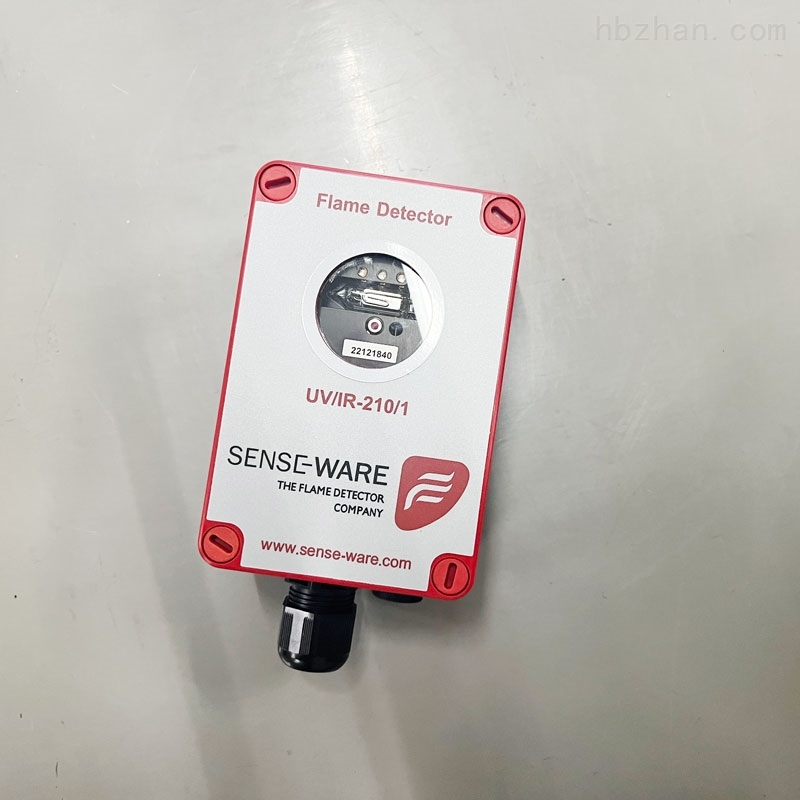 hbzhan.com
Flame Detector
22121840
UV/IR-210/1
SENSE-WARE
THE FLAME DETECTOR
COMPANY
www.sense-ware.com